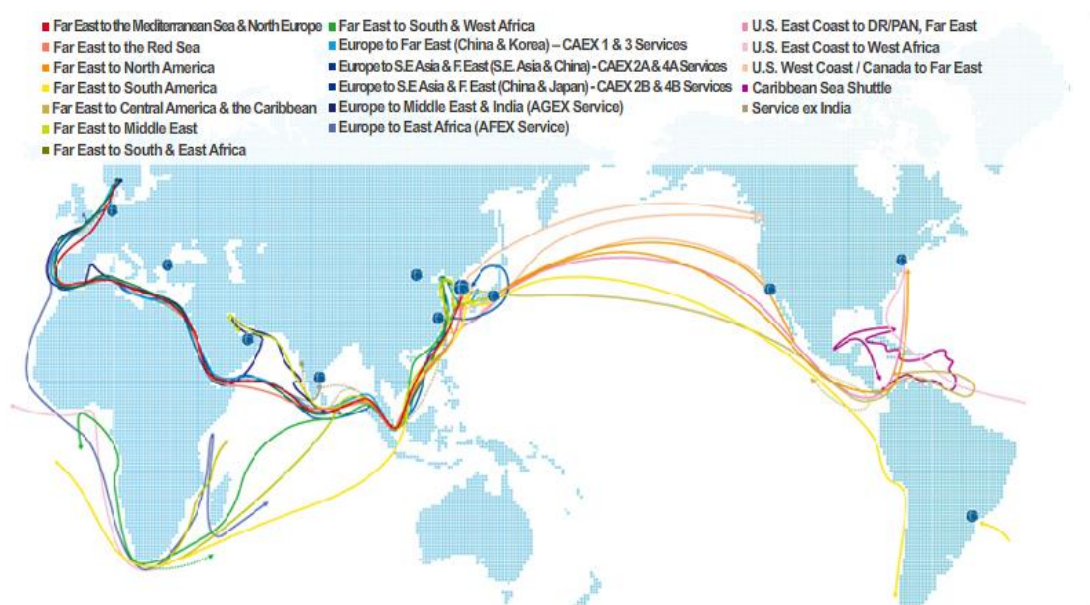 Far East to the Mediterranean Sea & North Europe
Far East to the Red Sea
Far East to North America
Far East to South America
Far East to Central America & the Caribbean
Far East to Middle East
Far East to South & East Africa
Far East to South & West Africa
Europe to Far East (China & Korea) – CAEX 1 & 3 Services
Europe to S.E Asia & F. East (S.E. Asia & China) - CAEX 2A & 4A Services
Europe to S.E Asia & F. East (China & Japan) - CAEX 2B & 4B Services
Europe to Middle East & India (AGEX Service)
Europe to East Africa (AFEX Service)
U.S. East Coast to DR/PAN, Far East
U.S. East Coast to West Africa
U.S. West Coast / Canada to Far East
Caribbean Sea Shuttle
Service ex India